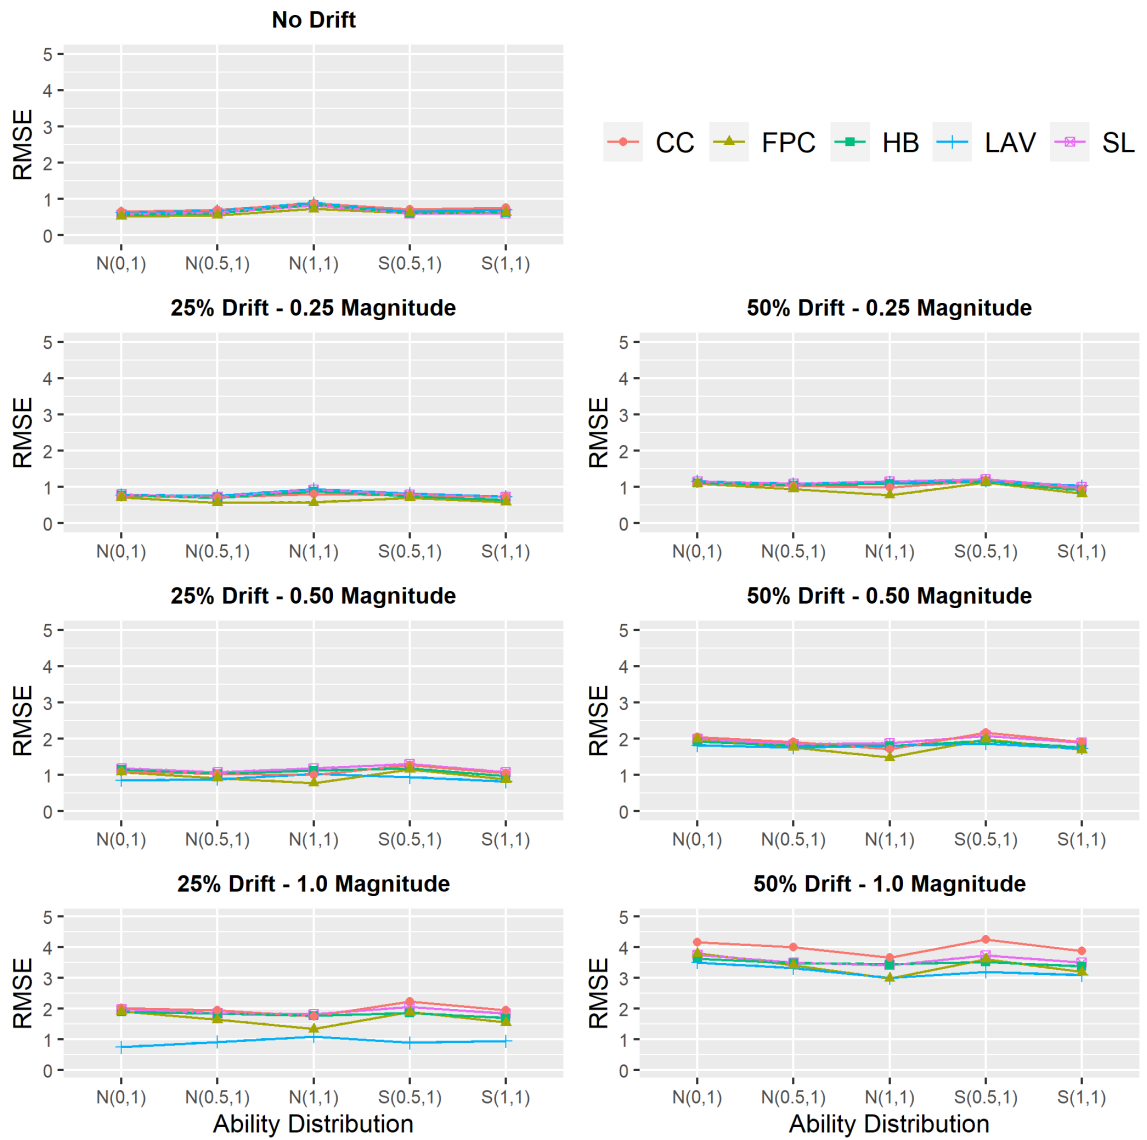 No Drift
5
4
3
2
1
0
RMSE
N(0,1) N(0.5,1) N(1,1) S(0.5,1) S(1,1)
CC FPC HB LAV SL
25% Drift - 0.25 Magnitude
5
4
3
2
1
0
RMSE
N(0,1) N(0.5,1) N(1,1) S(0.5,1) S(1,1)
50% Drift - 0.25 Magnitude
5
4
3
2
1
0
RMSE
N(0,1) N(0.5,1) N(1,1) S(0.5,1) S(1,1)
25% Drift - 0.50 Magnitude
5
4
3
2
1
0
RMSE
N(0,1) N(0.5,1) N(1,1) S(0.5,1) S(1,1)
50% Drift - 0.50 Magnitude
5
4
3
2
1
0
RMSE
N(0,1) N(0.5,1) N(1,1) S(0.5,1) S(1,1)
25% Drift - 1.0 Magnitude
5
4
3
2
1
0
RMSE
N(0,1) N(0.5,1) N(1,1) S(0.5,1) S(1,1)
Ability Distribution
50% Drift - 1.0 Magnitude
5
4
3
2
1
0
RMSE
N(0,1) N(0.5,1) N(1,1) S(0.5,1) S(1,1)
Ability Distribution